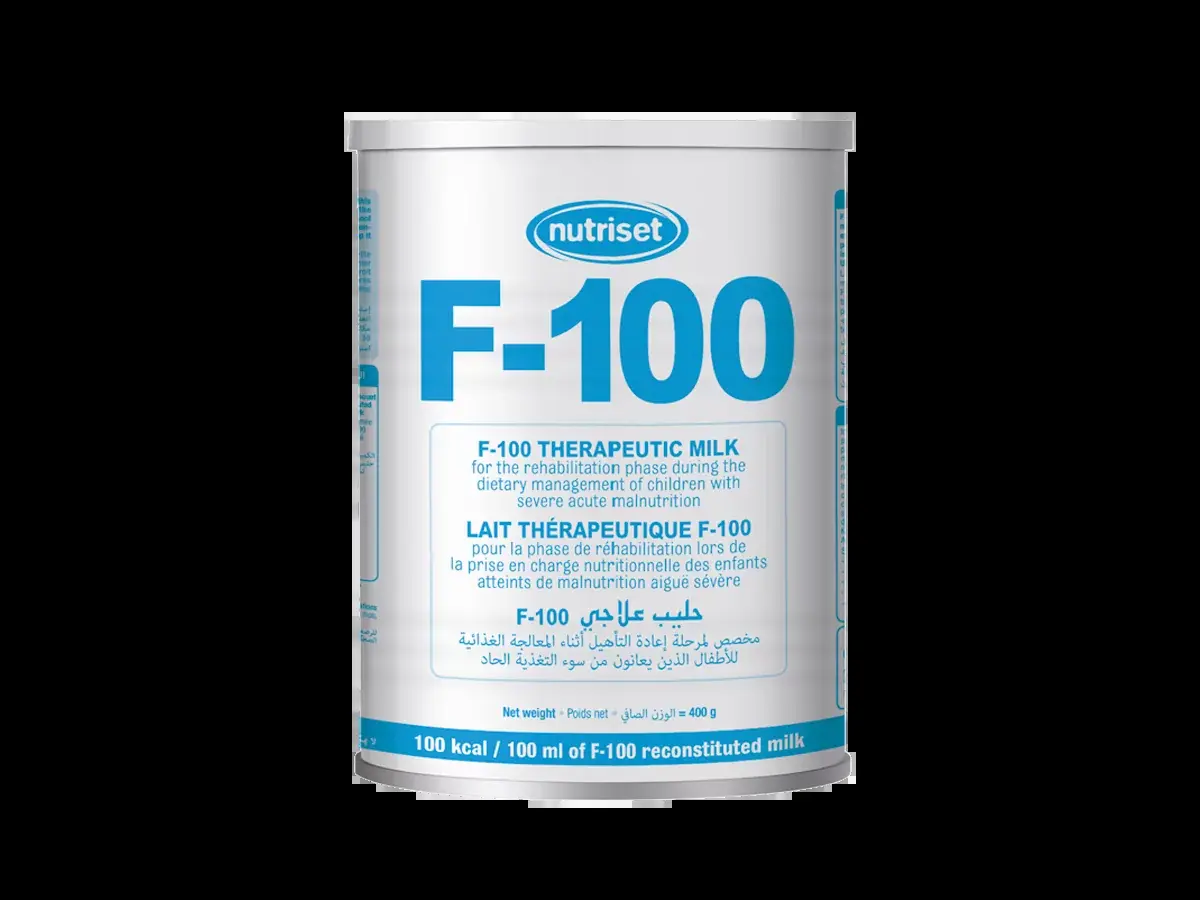 nutriset
F-100
F-100 THERAPEUTIC MILK
for the rehabilitation phase during the
dietary management of children with
severe acute malnutrition
LAIT THÉRAPEUTIQUE F-100
pour la phase de réhabilitation lors de
la prise en charge nutritionnelle des enfants
atteints de malnutrition aiguë sévère
حليب علاجي F-100
مخصص لمرحلة إعادة التأهيل أثناء المعالجة الغذائية
للأطفال الذين يعانون من سوء التغذية الحاد
Net weight • Poids net • الوزن الصافي = 400 g
100 kcal / 100 ml of F-100 reconstituted milk